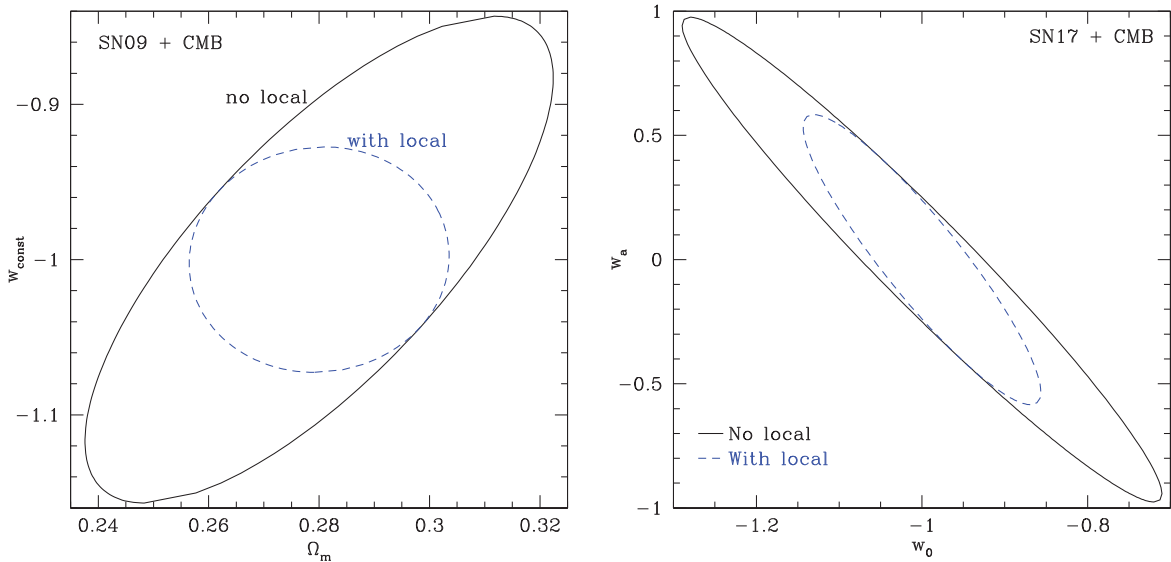 SN09 + CMB
no local
with local
−0.9
−1
−1.1
w_const
0.24
0.26
0.28
0.3
0.32
Ω_m
SN17 + CMB
1
0.5
0
−0.5
−1
w_a
No local
With local
−1.2
−1
−0.8
w_0